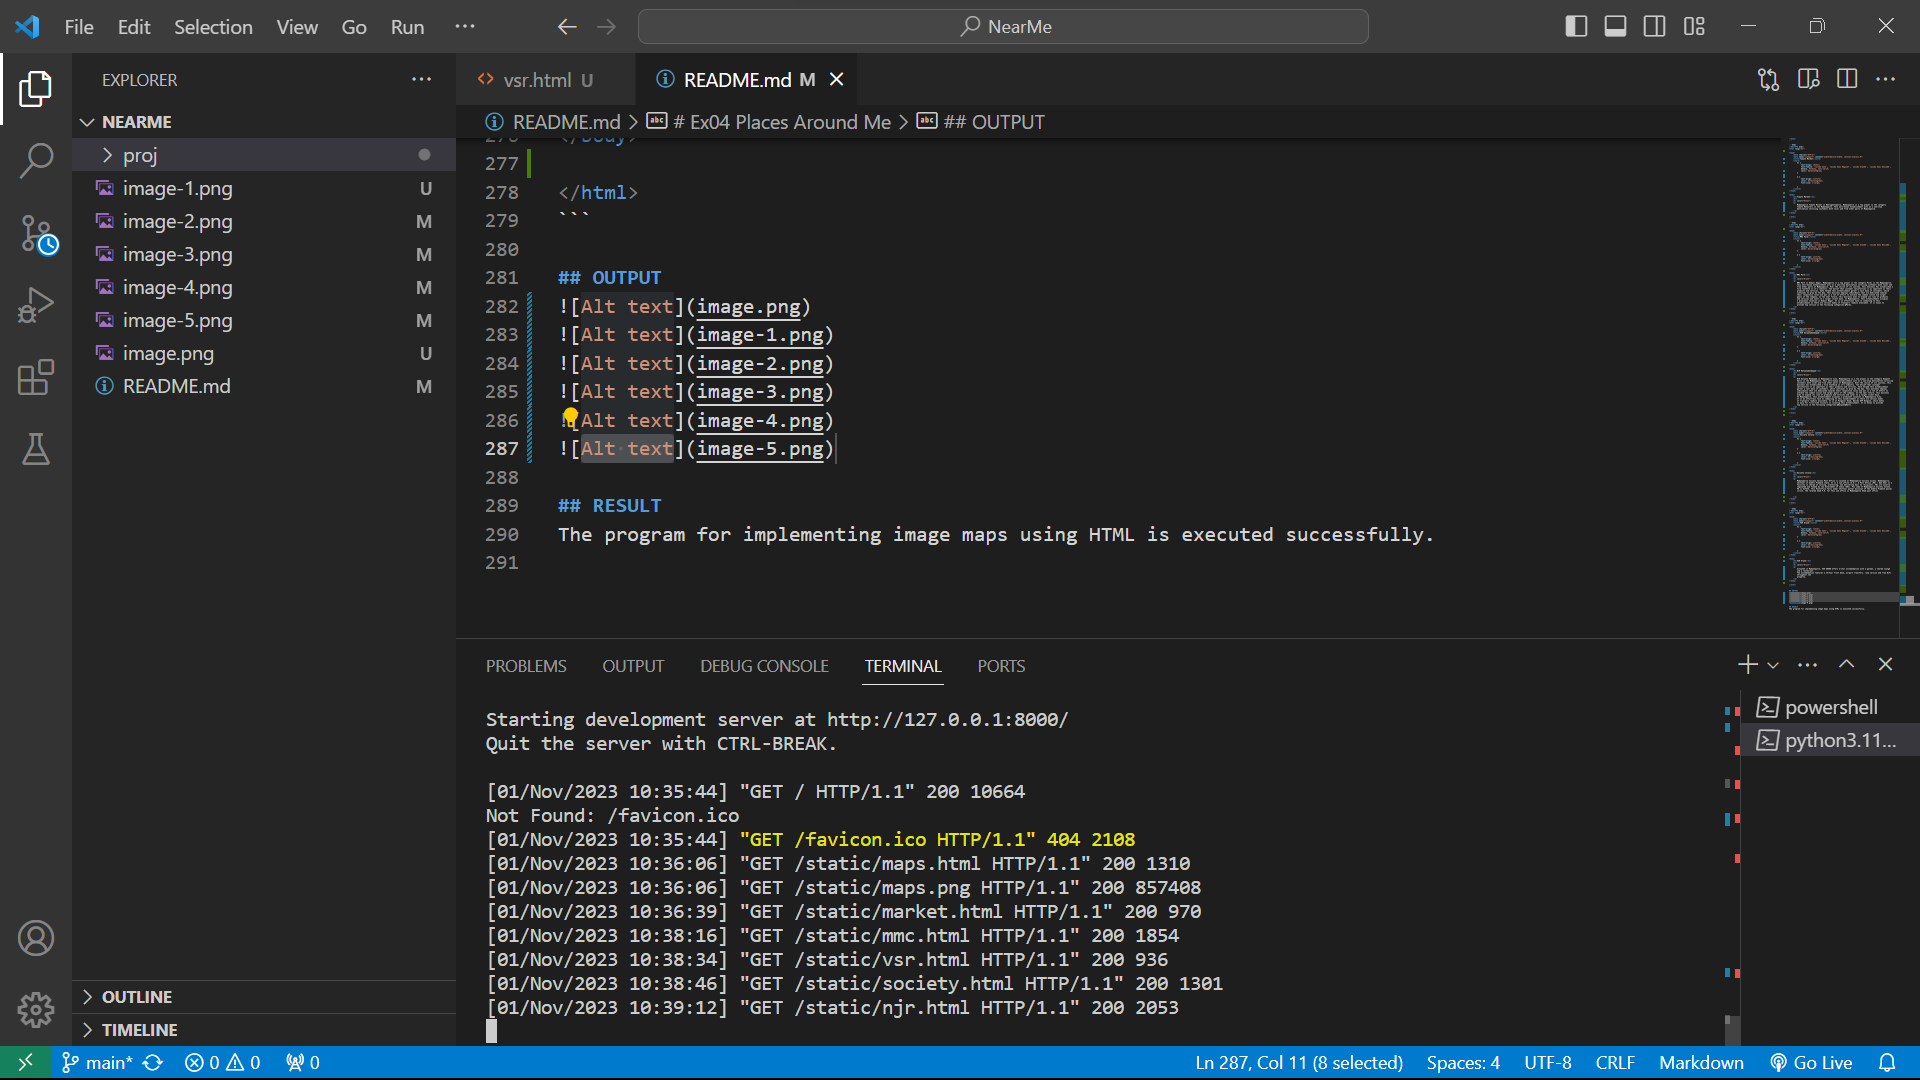 File Edit Selection View Go Run ···
NearMe
EXPLORER
vsr.html U
README.md M
NEARME
README.md > # Ex04 Places Around Me > ## OUTPUT
proj
image-1.png U
image-2.png M
image-3.png M
image-4.png M
image-5.png M
image.png U
README.md M
277
278 </html>
279 ```
280
281 ## OUTPUT
282 ![Alt text](image.png)
283 ![Alt text](image-1.png)
284 ![Alt text](image-2.png)
285 ![Alt text](image-3.png)
286 ![Alt text](image-4.png)
287 ![Alt text](image-5.png)
288
289 ## RESULT
290 The program for implementing image maps using HTML is executed successfully.
291
PROBLEMS OUTPUT DEBUG CONSOLE TERMINAL PORTS
powershell
python3.11...
Starting development server at http://127.0.0.1:8000/
Quit the server with CTRL-BREAK.
[01/Nov/2023 10:35:44] "GET / HTTP/1.1" 200 10664
Not Found: /favicon.ico
[01/Nov/2023 10:35:44] "GET /favicon.ico HTTP/1.1" 404 2108
[01/Nov/2023 10:36:06] "GET /static/maps.html HTTP/1.1" 200 1310
[01/Nov/2023 10:36:06] "GET /static/maps.png HTTP/1.1" 200 857408
[01/Nov/2023 10:36:39] "GET /static/market.html HTTP/1.1" 200 970
[01/Nov/2023 10:38:16] "GET /static/mmc.html HTTP/1.1" 200 1854
[01/Nov/2023 10:38:34] "GET /static/vsr.html HTTP/1.1" 200 936
[01/Nov/2023 10:38:46] "GET /static/society.html HTTP/1.1" 200 1301
[01/Nov/2023 10:39:12] "GET /static/njr.html HTTP/1.1" 200 2053
OUTLINE
TIMELINE
main* 0 0 0
Ln 287, Col 11 (8 selected) Spaces: 4 UTF-8 CRLF Markdown Go Live